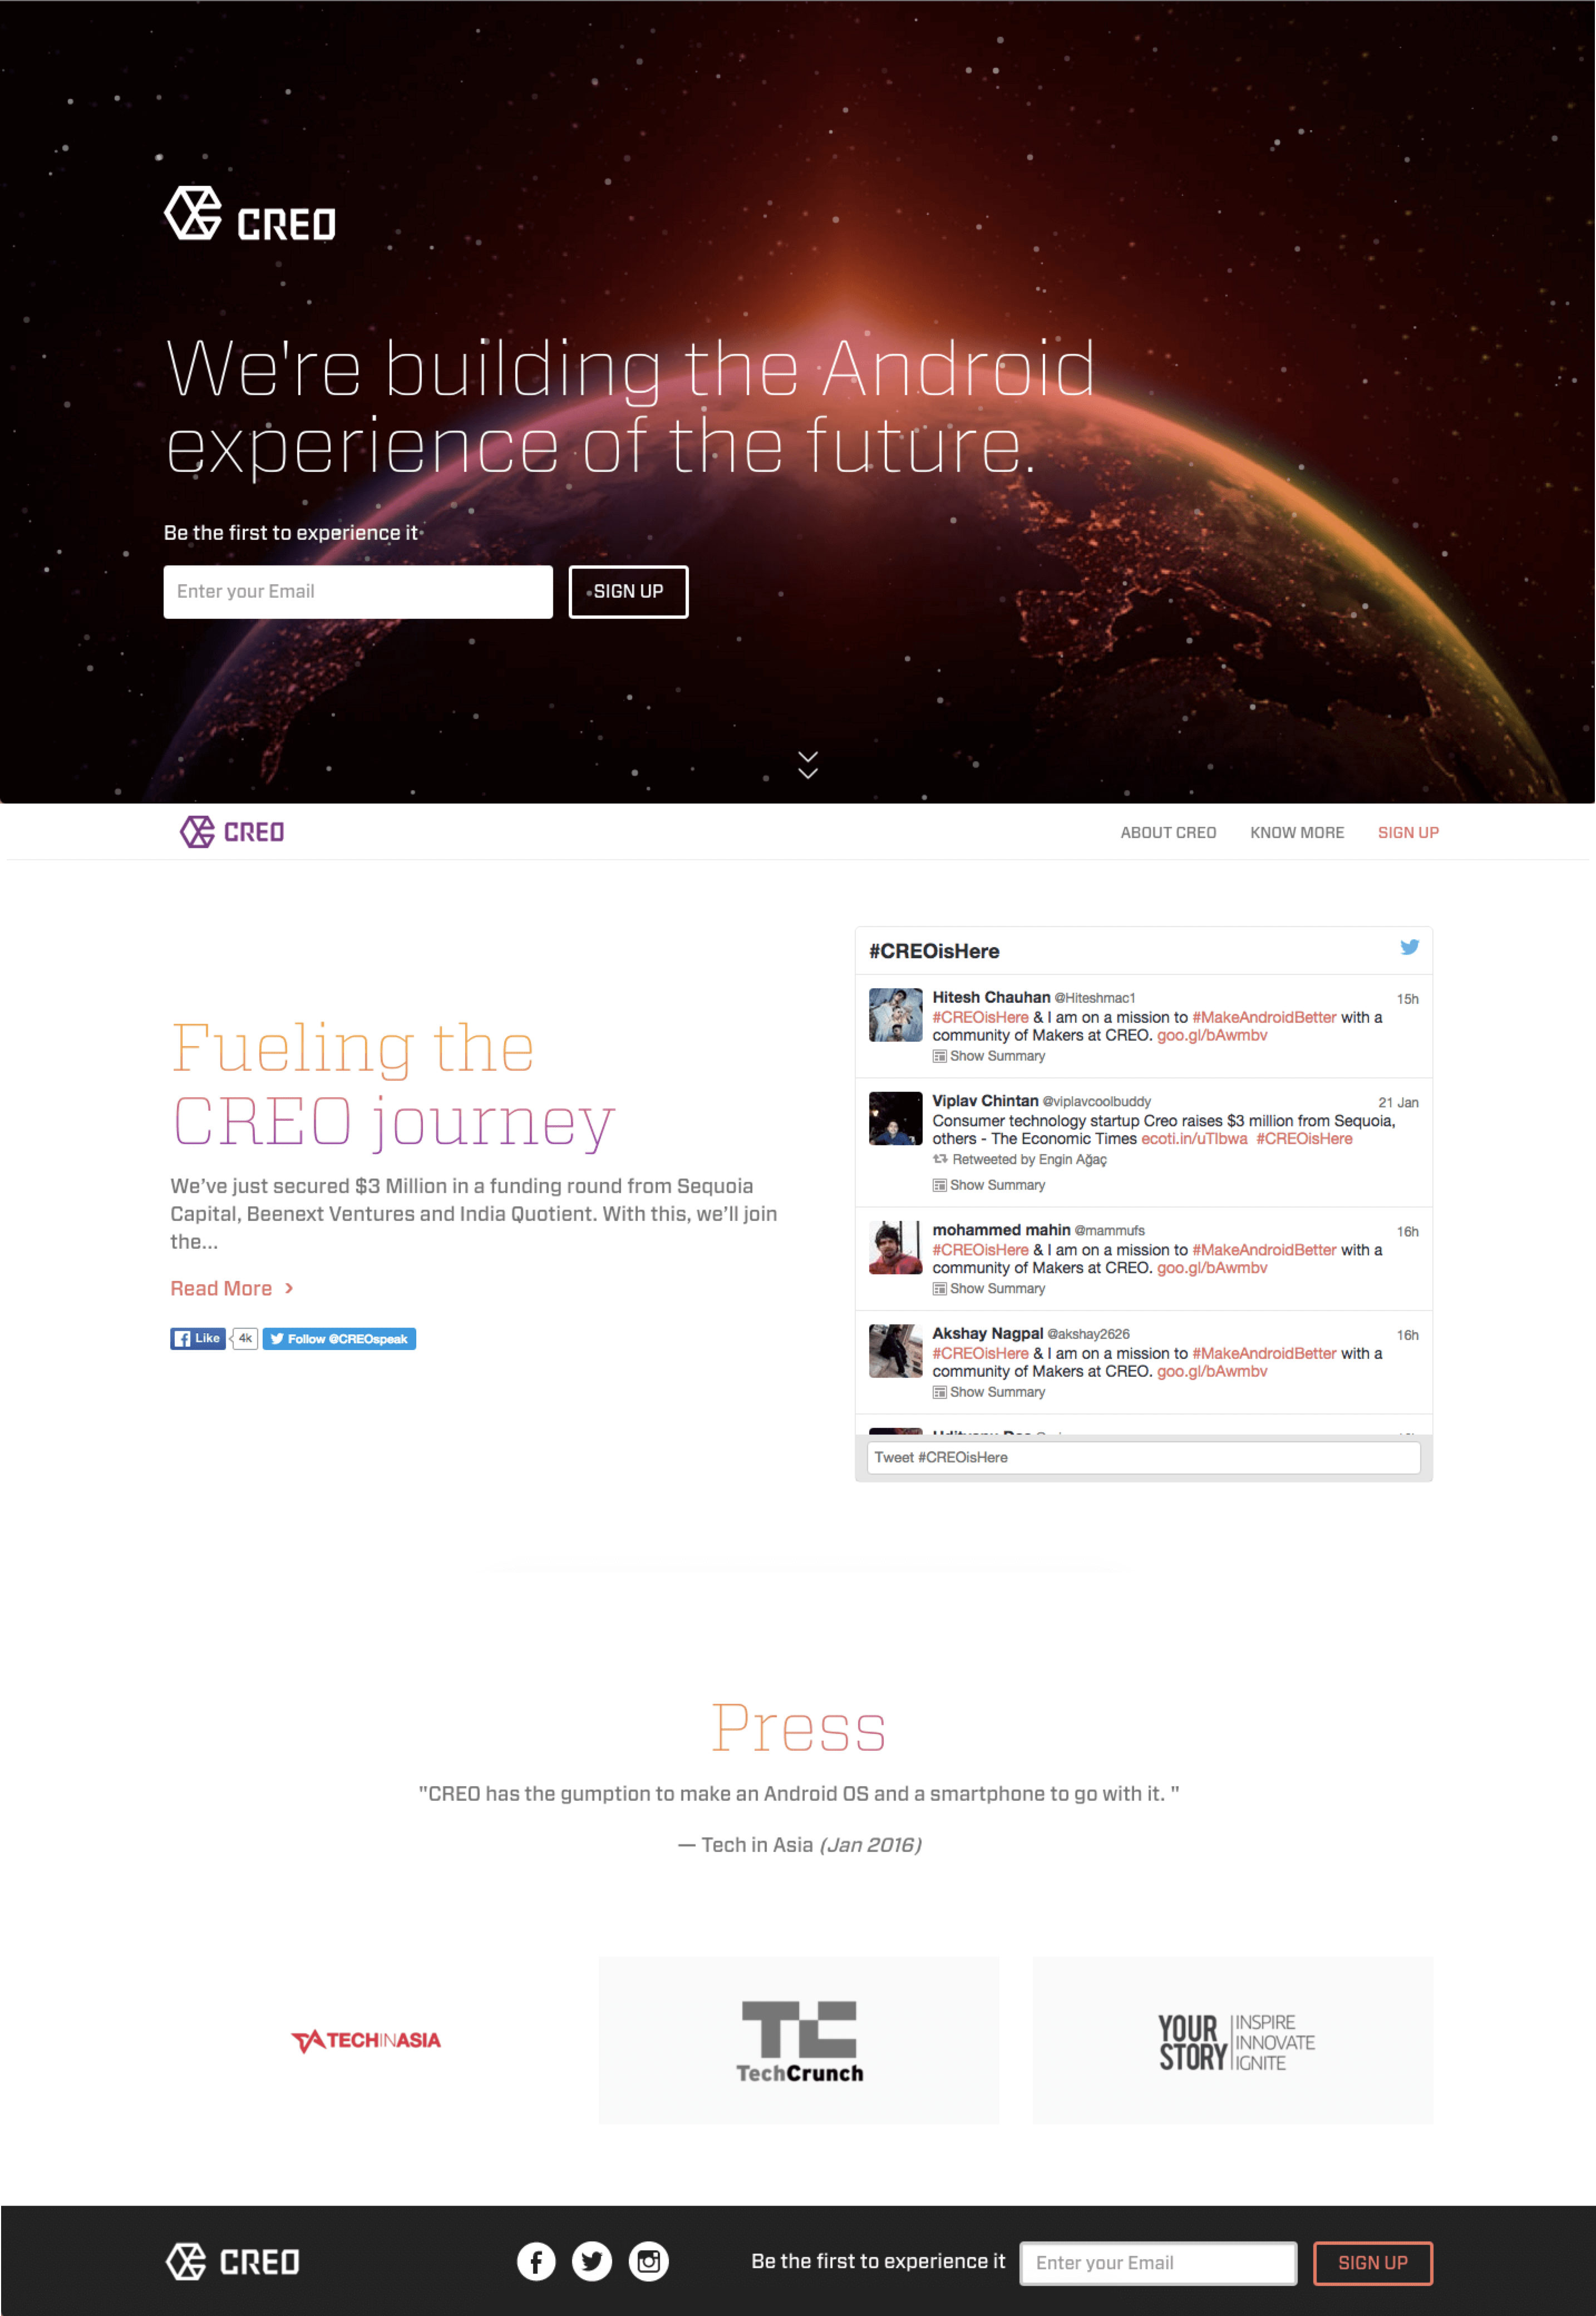 CREO
We're building the Android
experience of the future.
Be the first to experience it
Enter your Email
SIGN UP
CREO
ABOUT CREO
KNOW MORE
SIGN UP
Fueling the
CREO journey
We've just secured $3 Million in a funding round from Sequoia
Capital, Beenext Ventures and India Quotient. With this, we'll join
the...
Read More
Like
4k
Follow @CREOspeak
#CREOisHere
Hitesh Chauhan @Hiteshmac1 15h
#CREOisHere & I am on a mission to #MakeAndroidBetter with a
community of Makers at CREO. goo.gl/bAwmbv
Show Summary
Viplav Chintan @viplavcoolbuddy 21 Jan
Consumer technology startup Creo raises $3 million from Sequoia,
others - The Economic Times ecoti.in/uTlbwa #CREOisHere
Retweeted by Engin Ağaç
Show Summary
mohammed mahin @mammufs 16h
#CREOisHere & I am on a mission to #MakeAndroidBetter with a
community of Makers at CREO. goo.gl/bAwmbv
Show Summary
Akshay Nagpal @akshay2626 16h
#CREOisHere & I am on a mission to #MakeAndroidBetter with a
community of Makers at CREO. goo.gl/bAwmbv
Show Summary
Tweet #CREOisHere
Press
"CREO has the gumption to make an Android OS and a smartphone to go with it. "
— Tech in Asia (Jan 2016)
TECHINASIA
TC
TechCrunch
YOUR
STORY
INSPIRE
INNOVATE
IGNITE
CREO
Be the first to experience it
Enter your Email
SIGN UP